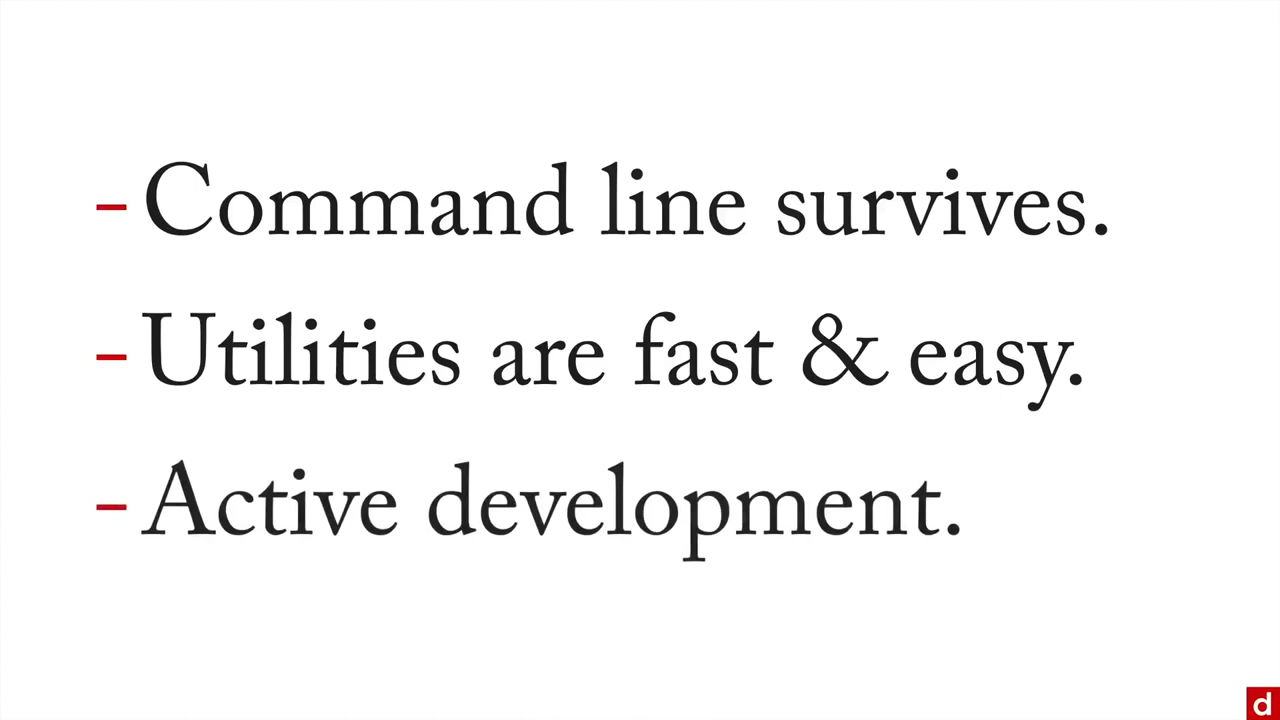 - Command line survives.
- Utilities are fast & easy.
- Active development.
d